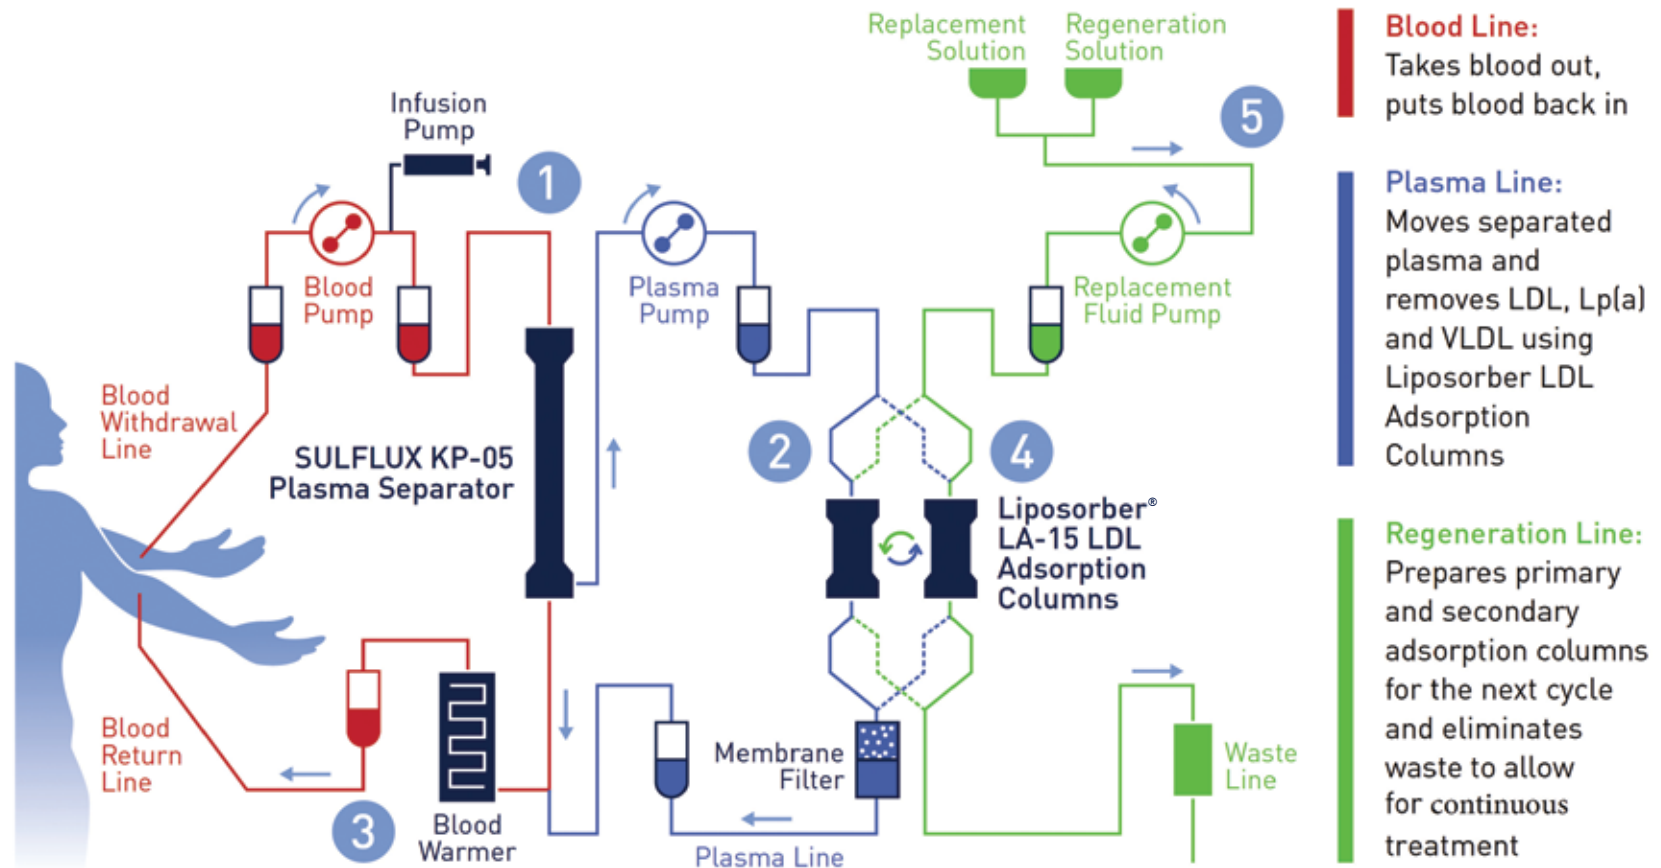 Replacement
Solution
Regeneration
Solution
Infusion
Pump
1
5
Blood
Pump
Plasma
Pump
Replacement
Fluid Pump
Blood
Withdrawal
Line
SULFLUX KP-05
Plasma Separator
2
4
Liposorber®
LA-15 LDL
Adsorption
Columns
Blood
Return
Line
3
Blood
Warmer
Membrane
Filter
Plasma Line
Waste
Line
Blood Line:
Takes blood out,
puts blood back in
Plasma Line:
Moves separated
plasma and
removes LDL, Lp(a)
and VLDL using
Liposorber LDL
Adsorption
Columns
Regeneration Line:
Prepares primary
and secondary
adsorption columns
for the next cycle
and eliminates
waste to allow
for continuous
treatment